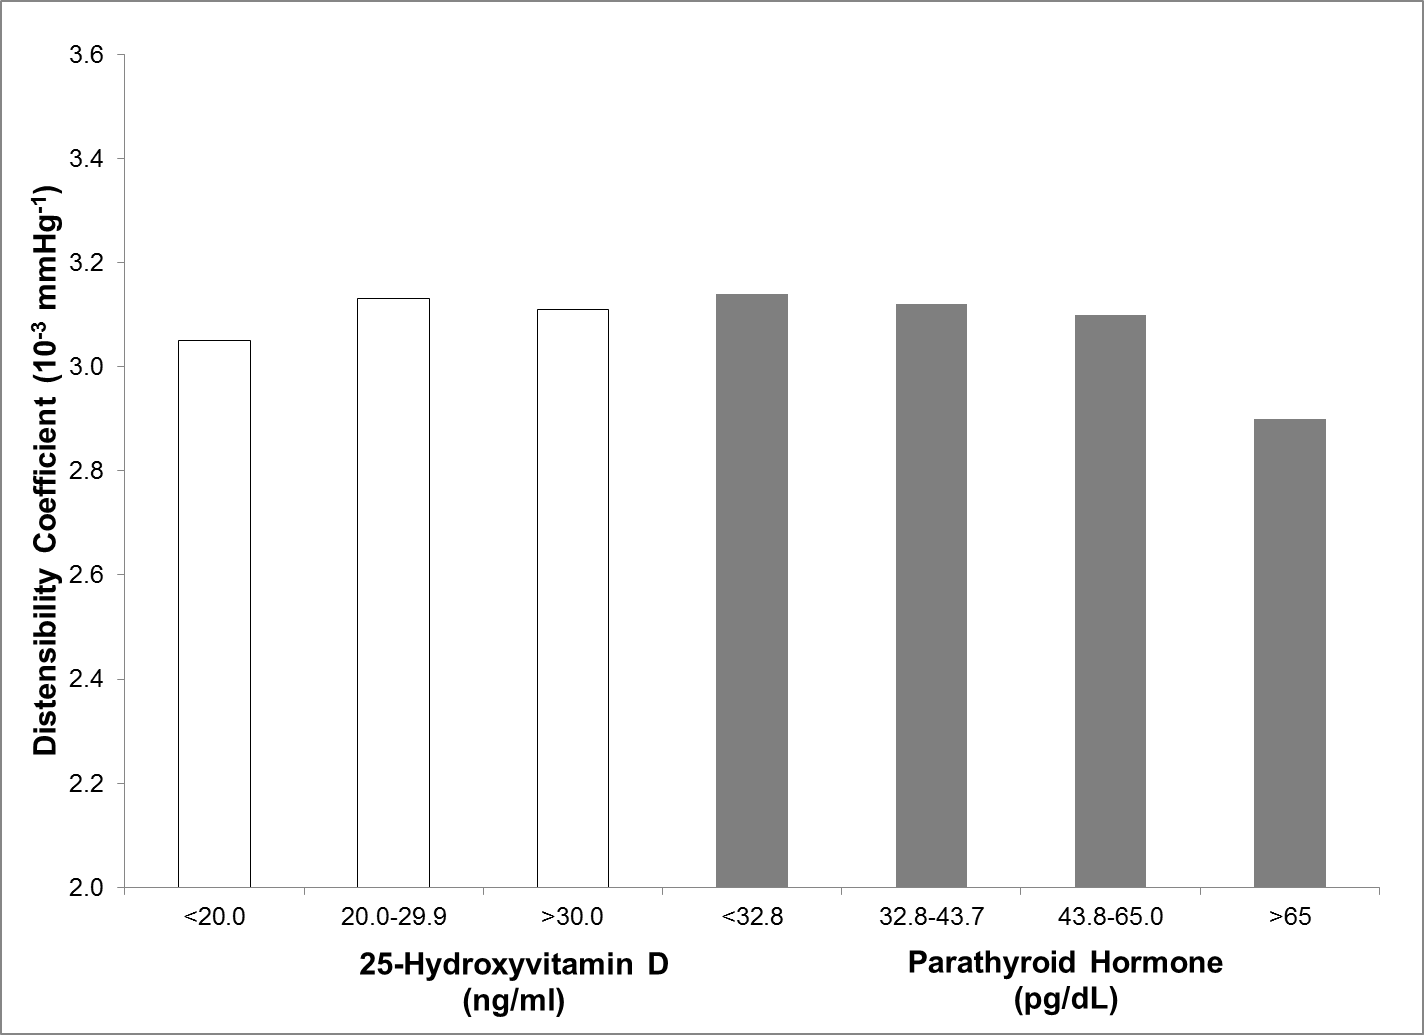 Distensibility Coefficient (10⁻³ mmHg⁻¹)
3.6
3.4
3.2
3.0
2.8
2.6
2.4
2.2
2.0
<20.0 20.0-29.9 >30.0 <32.8 32.8-43.7 43.8-65.0 >65
25-Hydroxyvitamin D
(ng/ml)
Parathyroid Hormone
(pg/dL)